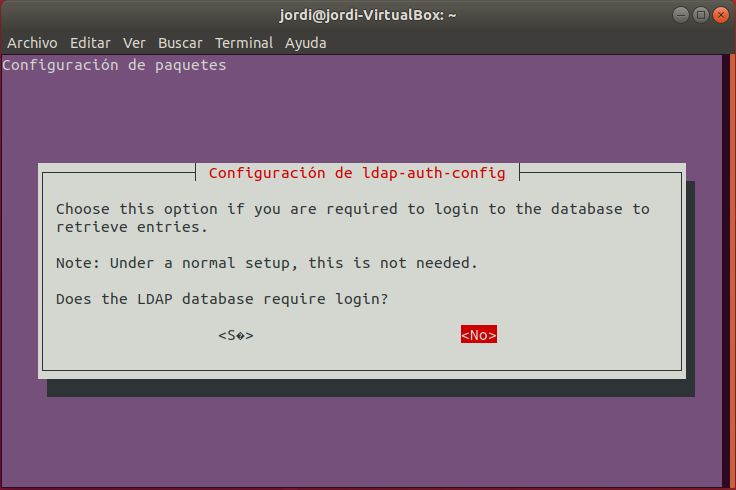 jordi@jordi-VirtualBox: ~
Archivo Editar Ver Buscar Terminal Ayuda
Configuración de paquetes
Configuración de ldap-auth-config
Choose this option if you are required to login to the database to
retrieve entries.
Note: Under a normal setup, this is not needed.
Does the LDAP database require login?
<S�> <No>